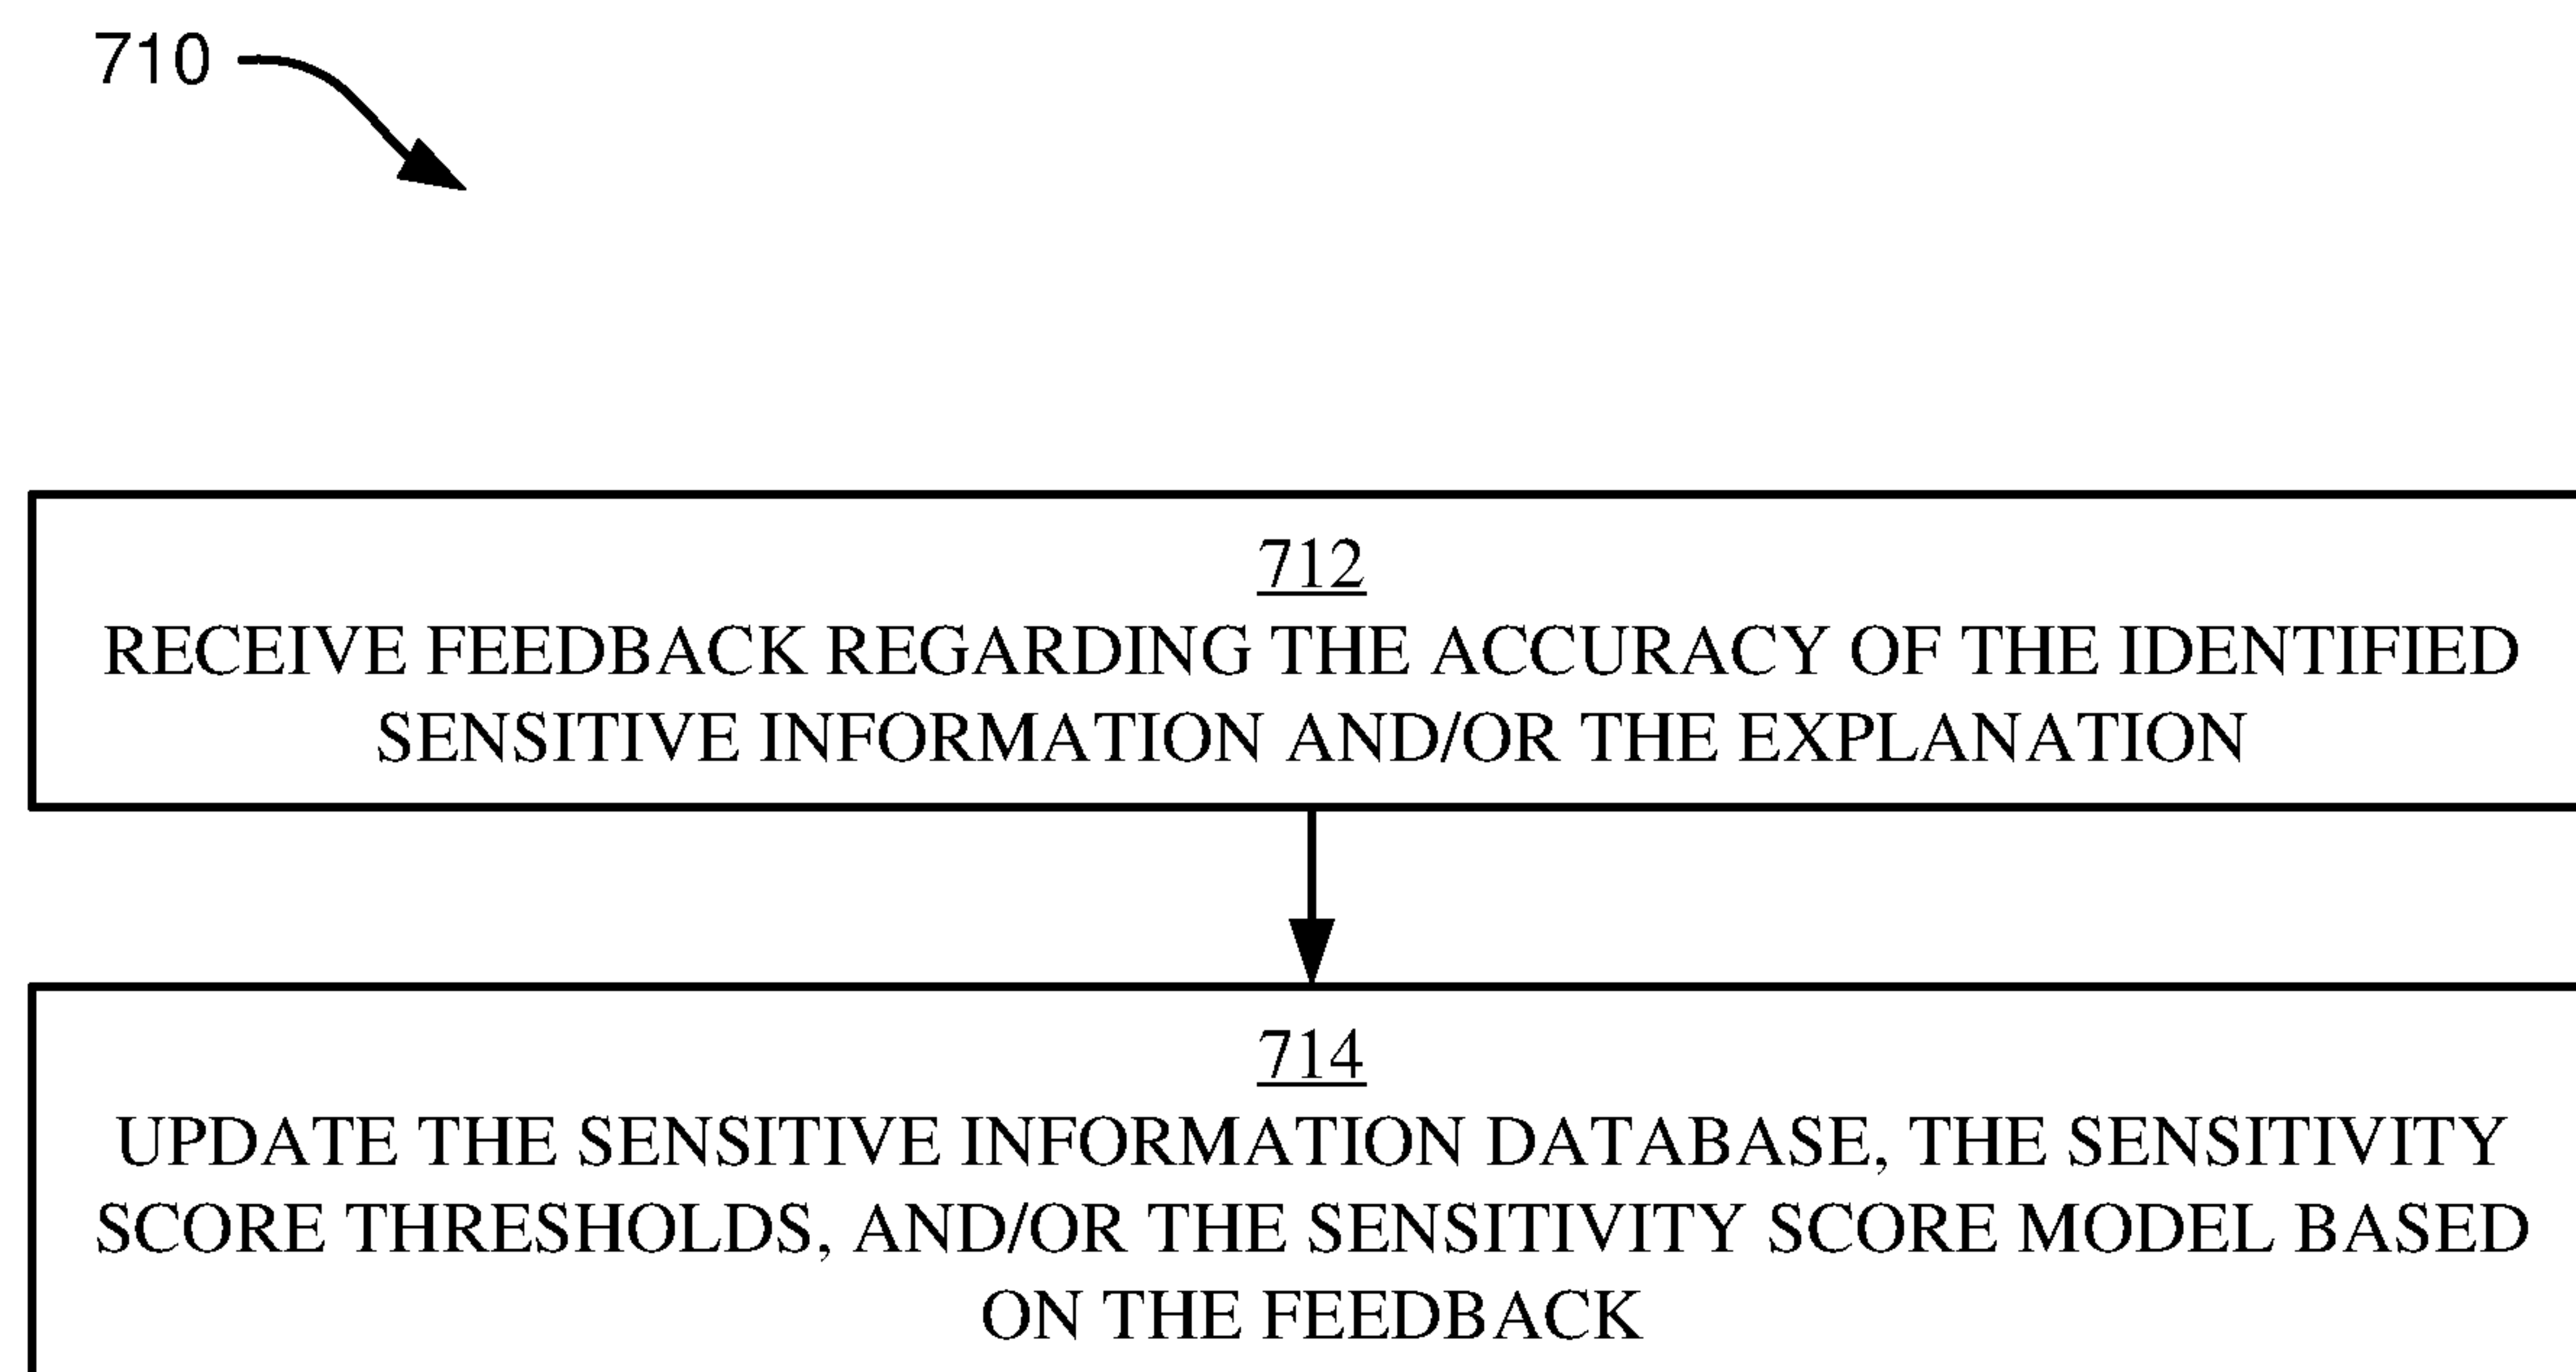 710
712
RECEIVE FEEDBACK REGARDING THE ACCURACY OF THE IDENTIFIED
SENSITIVE INFORMATION AND/OR THE EXPLANATION
714
UPDATE THE SENSITIVE INFORMATION DATABASE, THE SENSITIVITY
SCORE THRESHOLDS, AND/OR THE SENSITIVITY SCORE MODEL BASED
ON THE FEEDBACK